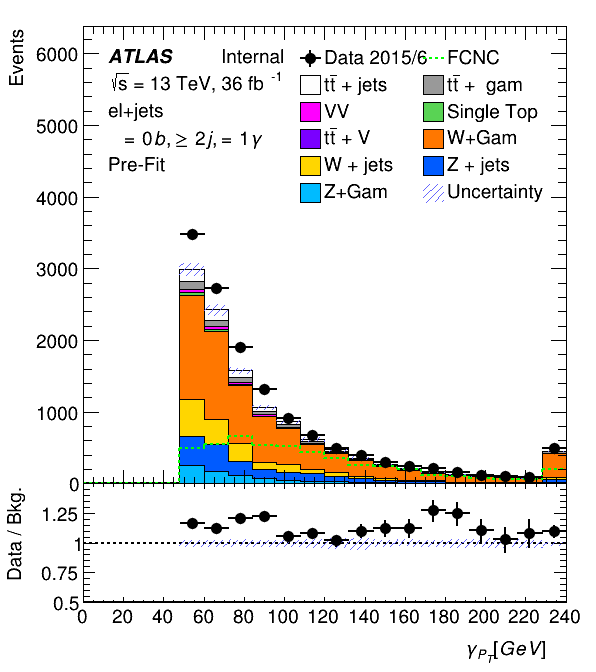 Events
6000
5000
4000
3000
2000
1000
0
ATLAS Internal
√s = 13 TeV, 36 fb -1
el+jets
= 0b, ≥ 2j, = 1γ
Pre-Fit
Data 2015/6 FCNC
tt̄ + jets tt̄ + gam
VV Single Top
tt̄ + V W+Gam
W + jets Z + jets
Z+Gam Uncertainty
Data / Bkg.
1.25
1
0.75
0.5
0 20 40 60 80 100 120 140 160 180 200 220 240
γ_{P_T}[GeV]